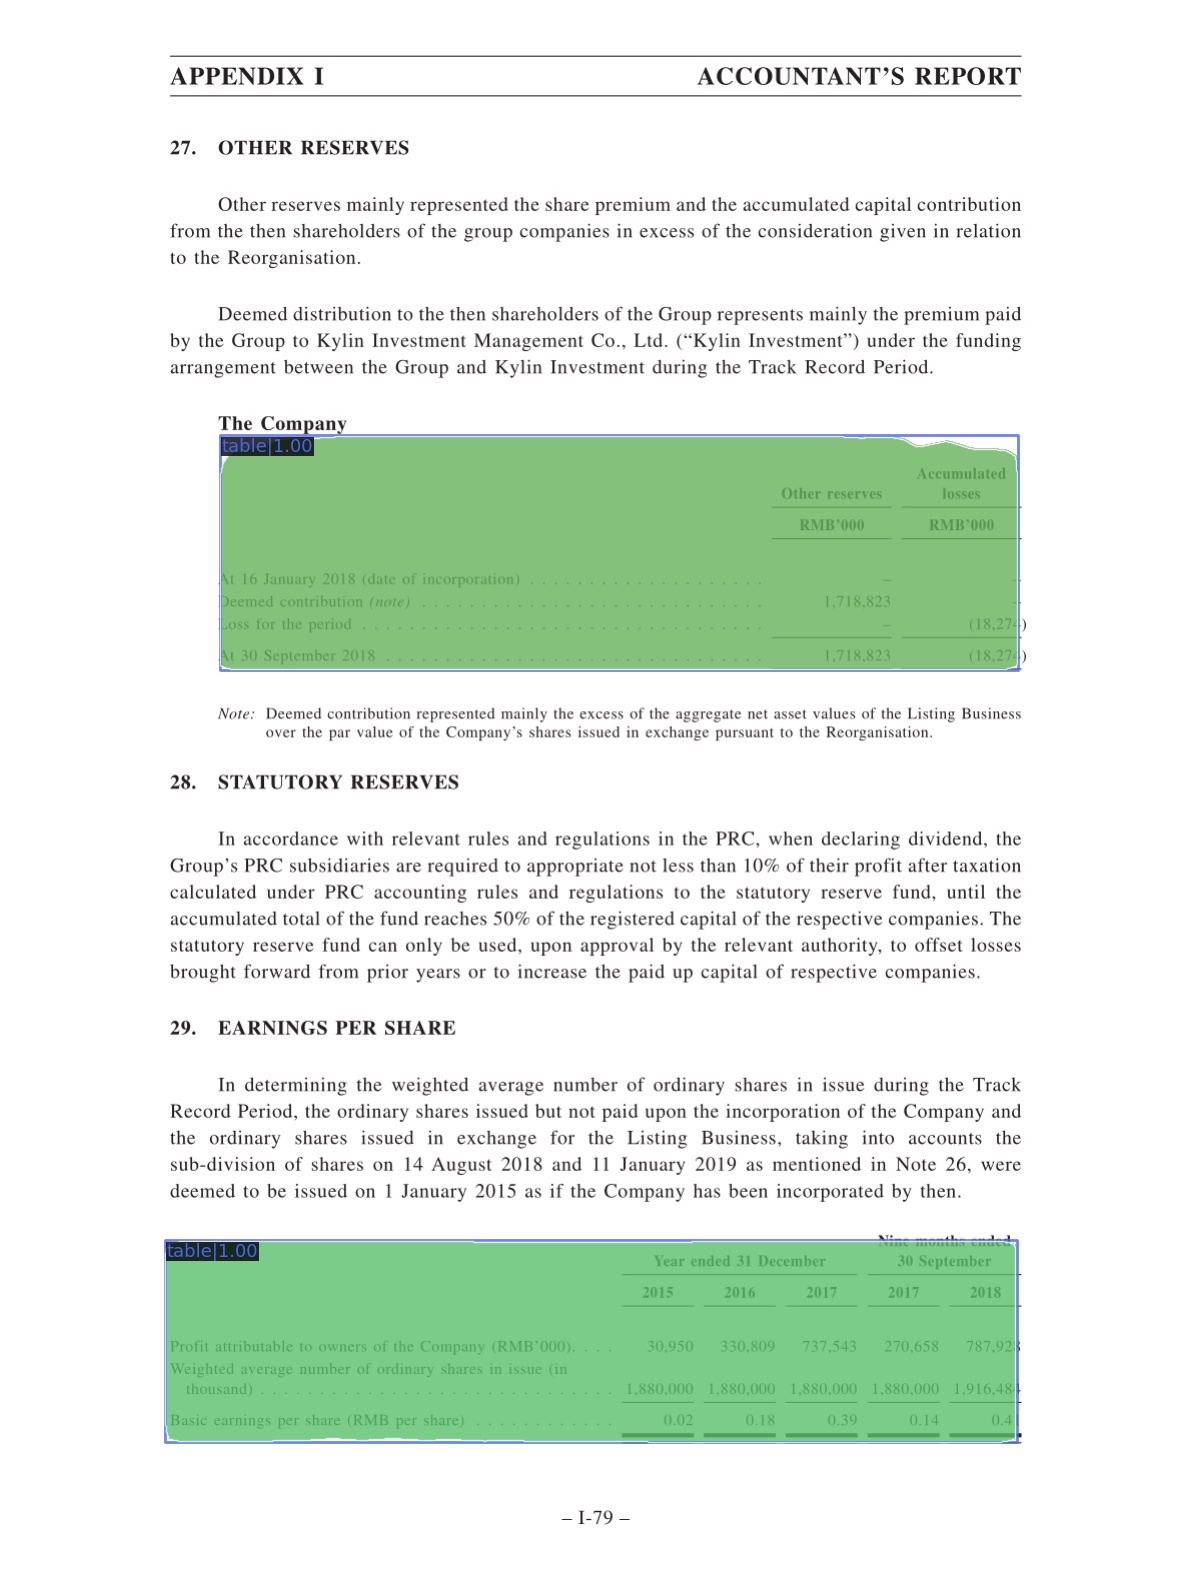 APPENDIX I ACCOUNTANT’S REPORT
27. OTHER RESERVES
Other reserves mainly represented the share premium and the accumulated capital contribution
from the then shareholders of the group companies in excess of the consideration given in relation
to the Reorganisation.
Deemed distribution to the then shareholders of the Group represents mainly the premium paid
by the Group to Kylin Investment Management Co., Ltd. (“Kylin Investment”) under the funding
arrangement between the Group and Kylin Investment during the Track Record Period.
The Company
table|1.00
Accumulated
Other reserves losses
RMB’000 RMB’000
At 16 January 2018 (date of incorporation) . . . . . . . . . . . . . . . . . . . . – –
Deemed contribution (note) . . . . . . . . . . . . . . . . . . . . . . . . . . . . . 1,718,823 –
Loss for the period . . . . . . . . . . . . . . . . . . . . . . . . . . . . . . . . . . – (18,274)
At 30 September 2018 . . . . . . . . . . . . . . . . . . . . . . . . . . . . . . . . 1,718,823 (18,274)
Note: Deemed contribution represented mainly the excess of the aggregate net asset values of the Listing Business
over the par value of the Company’s shares issued in exchange pursuant to the Reorganisation.
28. STATUTORY RESERVES
In accordance with relevant rules and regulations in the PRC, when declaring dividend, the
Group’s PRC subsidiaries are required to appropriate not less than 10% of their profit after taxation
calculated under PRC accounting rules and regulations to the statutory reserve fund, until the
accumulated total of the fund reaches 50% of the registered capital of the respective companies. The
statutory reserve fund can only be used, upon approval by the relevant authority, to offset losses
brought forward from prior years or to increase the paid up capital of respective companies.
29. EARNINGS PER SHARE
In determining the weighted average number of ordinary shares in issue during the Track
Record Period, the ordinary shares issued but not paid upon the incorporation of the Company and
the ordinary shares issued in exchange for the Listing Business, taking into accounts the
sub-division of shares on 14 August 2018 and 11 January 2019 as mentioned in Note 26, were
deemed to be issued on 1 January 2015 as if the Company has been incorporated by then.
table|1.00
Nine months ended
Year ended 31 December 30 September
2015 2016 2017 2017 2018
Profit attributable to owners of the Company (RMB’000). . . . 30,950 330,809 737,543 270,658 787,928
Weighted average number of ordinary shares in issue (in
thousand) . . . . . . . . . . . . . . . . . . . . . . . . . . . . . . 1,880,000 1,880,000 1,880,000 1,880,000 1,916,484
Basic earnings per share (RMB per share) . . . . . . . . . . . . 0.02 0.18 0.39 0.14 0.41
– I-79 –